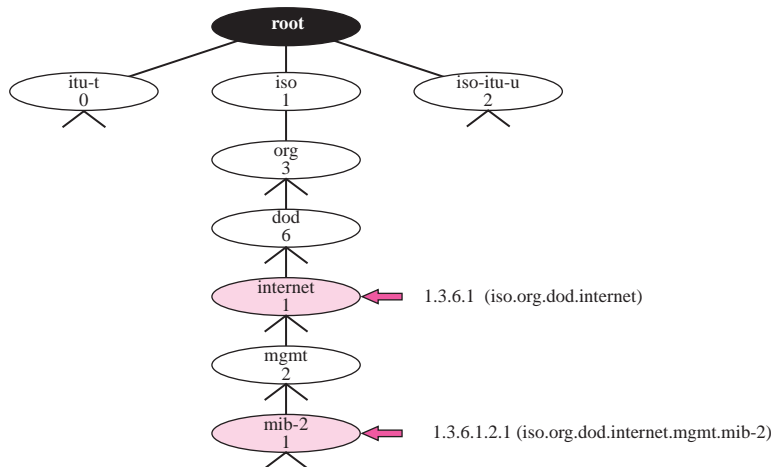 root
itu-t
0
iso
1
iso-itu-u
2
org
3
dod
6
internet
1
1.3.6.1 (iso.org.dod.internet)
mgmt
2
mib-2
1
1.3.6.1.2.1 (iso.org.dod.internet.mgmt.mib-2)